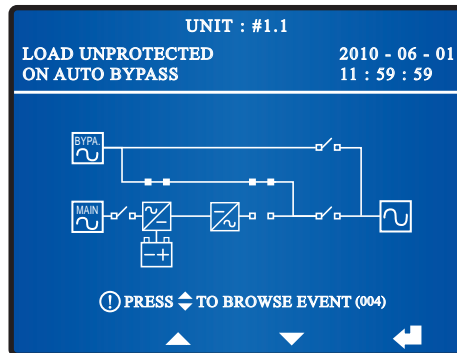 UNIT : #1.1
LOAD UNPROTECTED
2010 - 06 - 01
ON AUTO BYPASS
11 : 59 : 59
BYPA.
MAIN
! PRESS TO BROWSE EVENT (004)